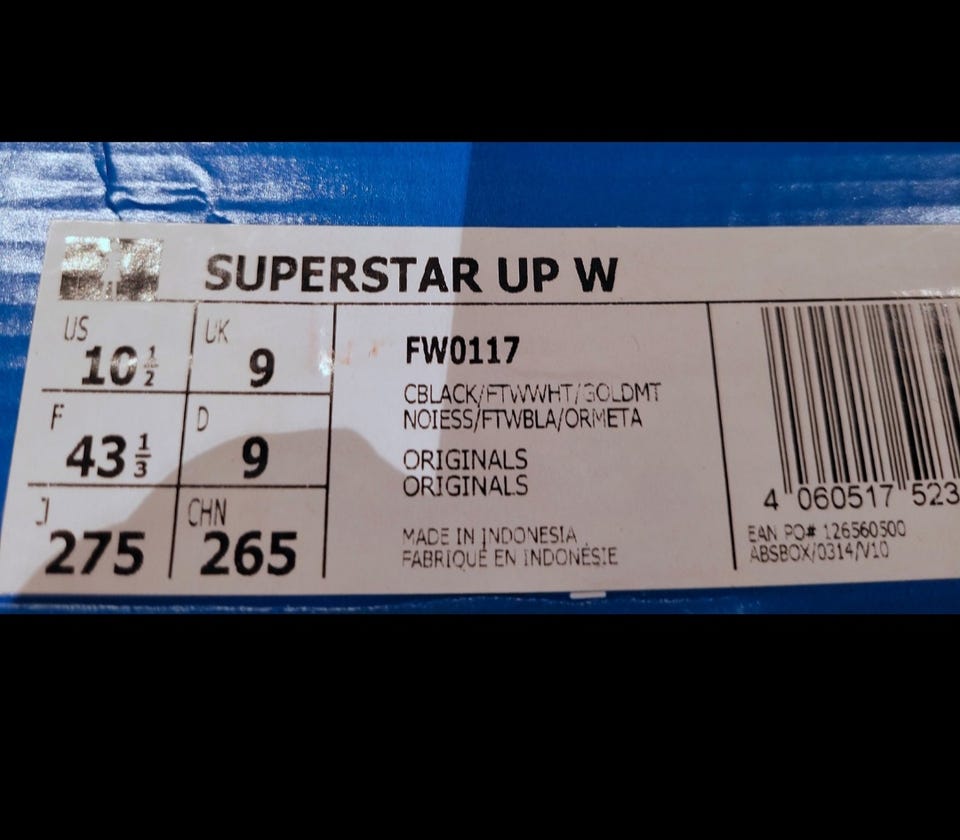 SUPERSTAR UP W
US
10 1/2
UK
9
F
43 1/3
D
9
J
275
CHN
265
FW0117
CBLACK/FTWWHT/GOLDMT
NOIESS/FTWBLA/ORMETA
ORIGINALS
ORIGINALS
MADE IN INDONESIA
FABRIQUÉ EN INDONÉSIE
4 060517 523
EAN PO# 126560500
ABSBOX/0314/V10